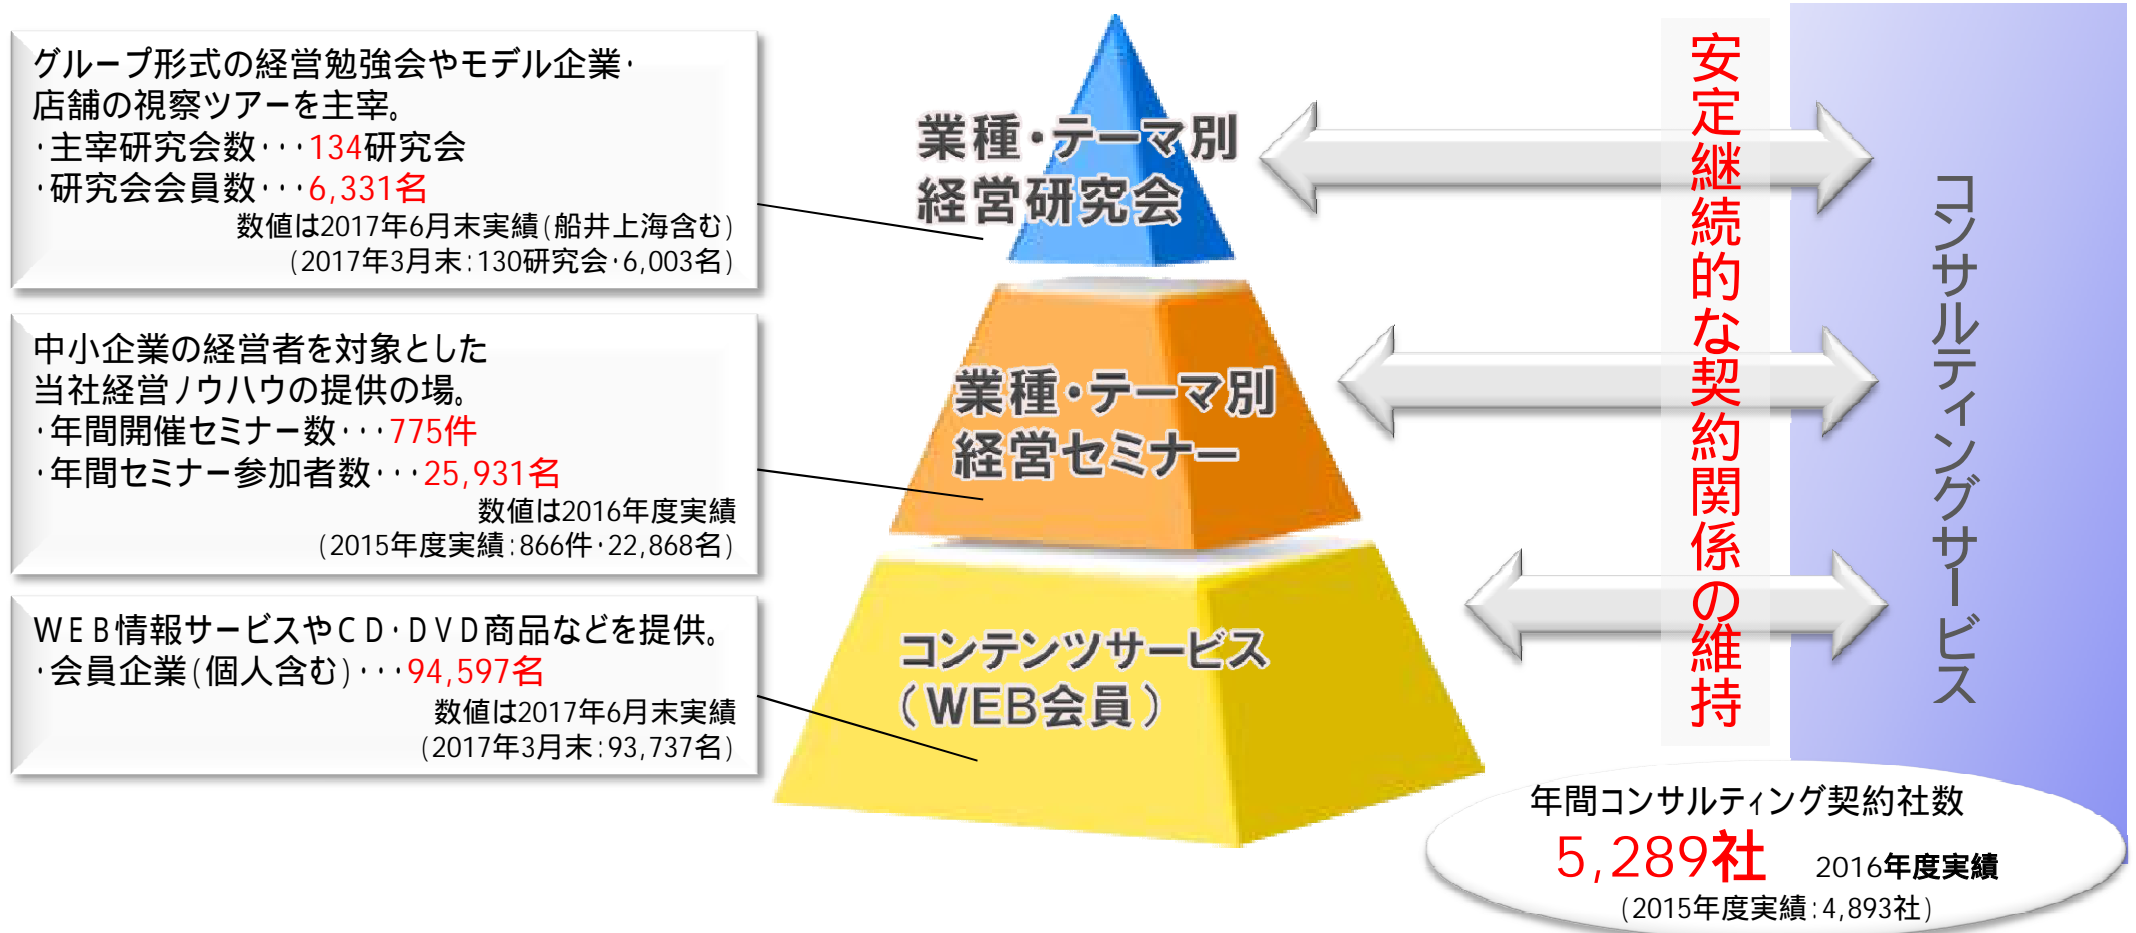 グループ形式の経営勉強会やモデル企業・
店舗の視察ツアーを主宰。
・主宰研究会数・・・134研究会
・研究会会員数・・・6,331名
数値は2017年6月末実績(船井上海含む)
(2017年3月末:130研究会・6,003名)
中小企業の経営者を対象とした
当社経営ノウハウの提供の場。
・年間開催セミナー数・・・775件
・年間セミナー参加者数・・・25,931名
数値は2016年度実績
(2015年度実績:866件・22,868名)
WEB情報サービスやCD・DVD商品などを提供。
・会員企業(個人含む)・・・94,597名
数値は2017年6月末実績
(2017年3月末:93,737名)
業種・テーマ別
経営研究会
業種・テーマ別
経営セミナー
コンテンツサービス
(WEB会員)
安定継続的な契約関係の維持
コンサルティングサービス
年間コンサルティング契約社数
5,289社 2016年度実績
(2015年度実績:4,893社)